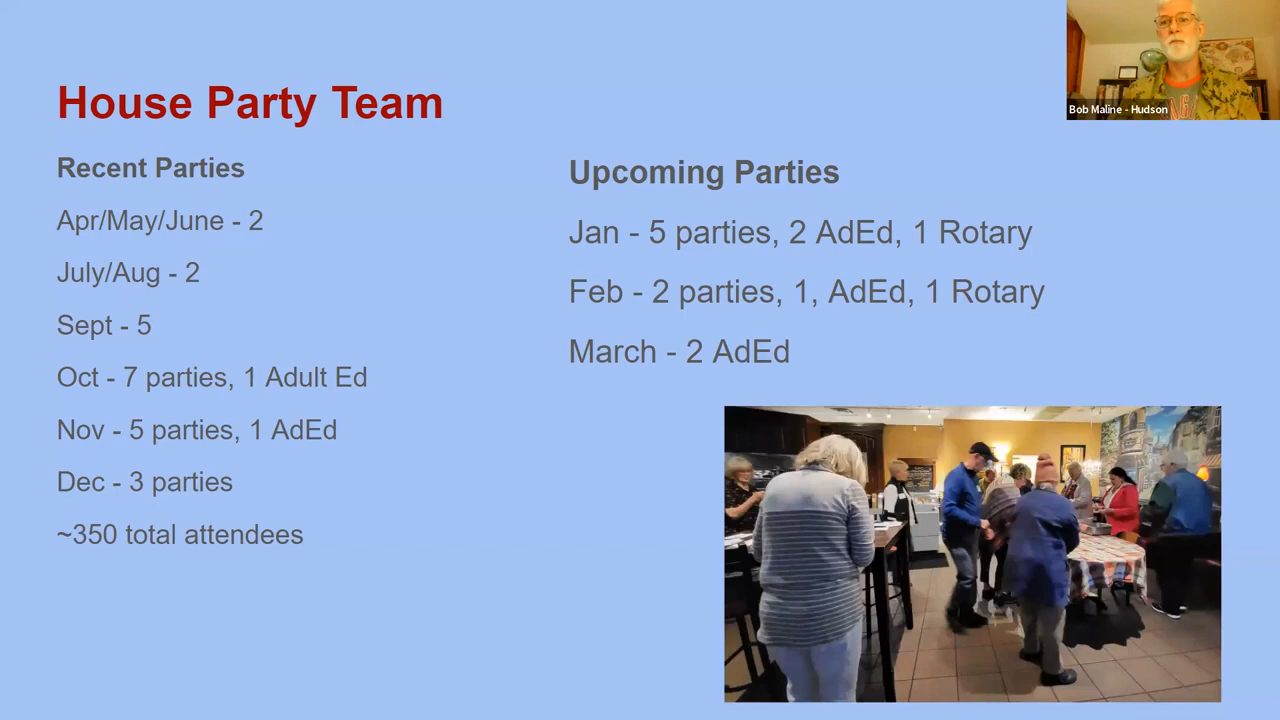 House Party Team
Recent Parties
Apr/May/June - 2
July/Aug - 2
Sept - 5
Oct - 7 parties, 1 Adult Ed
Nov - 5 parties, 1 AdEd
Dec - 3 parties
~350 total attendees
Upcoming Parties
Jan - 5 parties, 2 AdEd, 1 Rotary
Feb - 2 parties, 1, AdEd, 1 Rotary
March - 2 AdEd
Bob Maline - Hudson